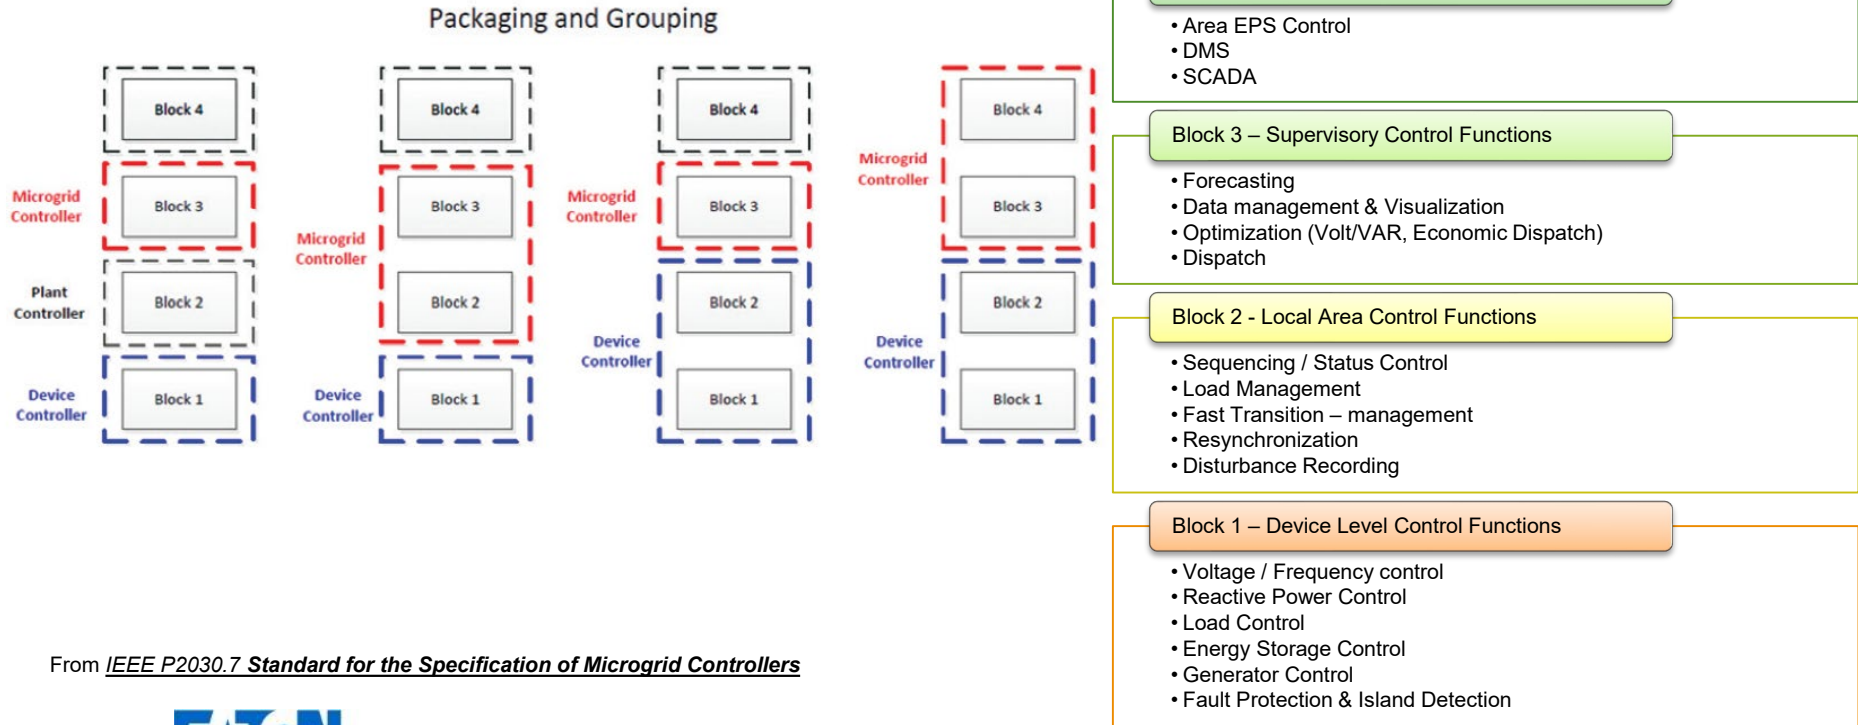 Packaging and Grouping
Block 4
Block 3
Block 2
Block 1
Microgrid
Controller
Plant
Controller
Device
Controller
Block 4
Block 3
Block 2
Block 1
Microgrid
Controller
Device
Controller
Block 4
Block 3
Block 2
Block 1
Microgrid
Controller
Device
Controller
Block 4
Block 3
Block 2
Block 1
Microgrid
Controller
Device
Controller
From IEEE P2030.7 Standard for the Specification of Microgrid Controllers
• Area EPS Control
• DMS
• SCADA
Block 3 – Supervisory Control Functions
• Forecasting
• Data management & Visualization
• Optimization (Volt/VAR, Economic Dispatch)
• Dispatch
Block 2 - Local Area Control Functions
• Sequencing / Status Control
• Load Management
• Fast Transition – management
• Resynchronization
• Disturbance Recording
Block 1 – Device Level Control Functions
• Voltage / Frequency control
• Reactive Power Control
• Load Control
• Energy Storage Control
• Generator Control
• Fault Protection & Island Detection